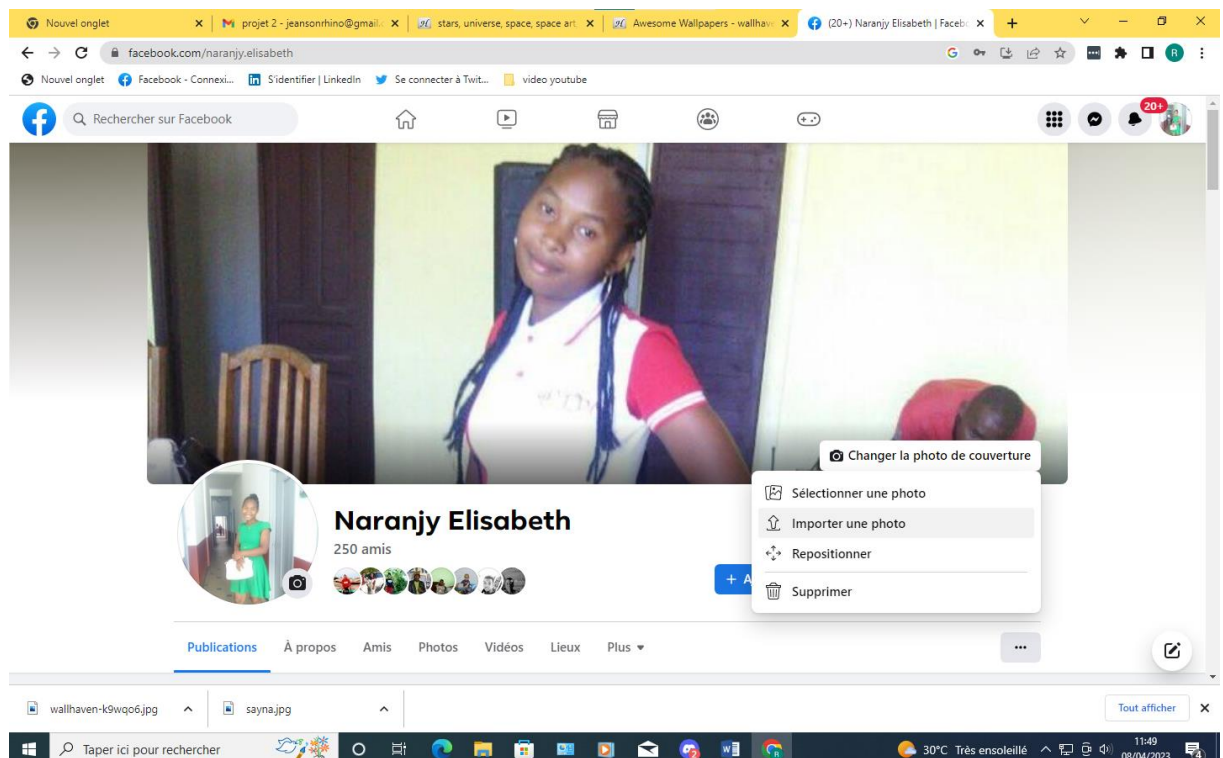 Nouvel onglet
projet 2 - jeansonrhino@gmail.c
stars, universe, space, space art,
Awesome Wallpapers - wallhave
(20+) Naranjy Elisabeth | Facebo
facebook.com/naranjy.elisabeth
Nouvel onglet
Facebook - Connexi...
S'identifier | LinkedIn
Se connecter à Twit...
video youtube
Rechercher sur Facebook
20+
Changer la photo de couverture
Sélectionner une photo
Importer une photo
Repositionner
Supprimer
Naranjy Elisabeth
250 amis
+ A
Publications
À propos
Amis
Photos
Vidéos
Lieux
Plus
wallhaven-k9wqo6.jpg
sayna.jpg
Tout afficher
Taper ici pour rechercher
30°C Très ensoleillé
11:49
08/04/2023